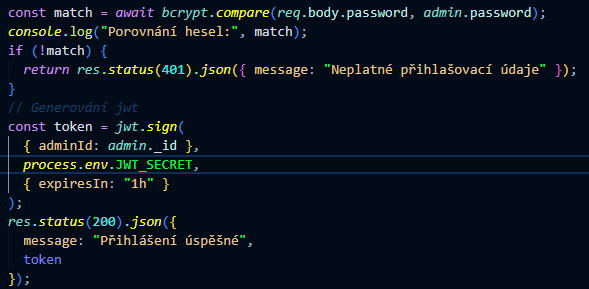 const match = await bcrypt.compare(req.body.password, admin.password);
console.log("Porovnání hesel:", match);
if (!match) {
return res.status(401).json({ message: "Neplatné přihlašovací údaje" });
}
// Generování jwt
const token = jwt.sign(
{ adminId: admin._id },
process.env.JWT_SECRET,
{ expiresIn: "1h" }
);
res.status(200).json({
message: "Přihlášení úspěšné",
token
});